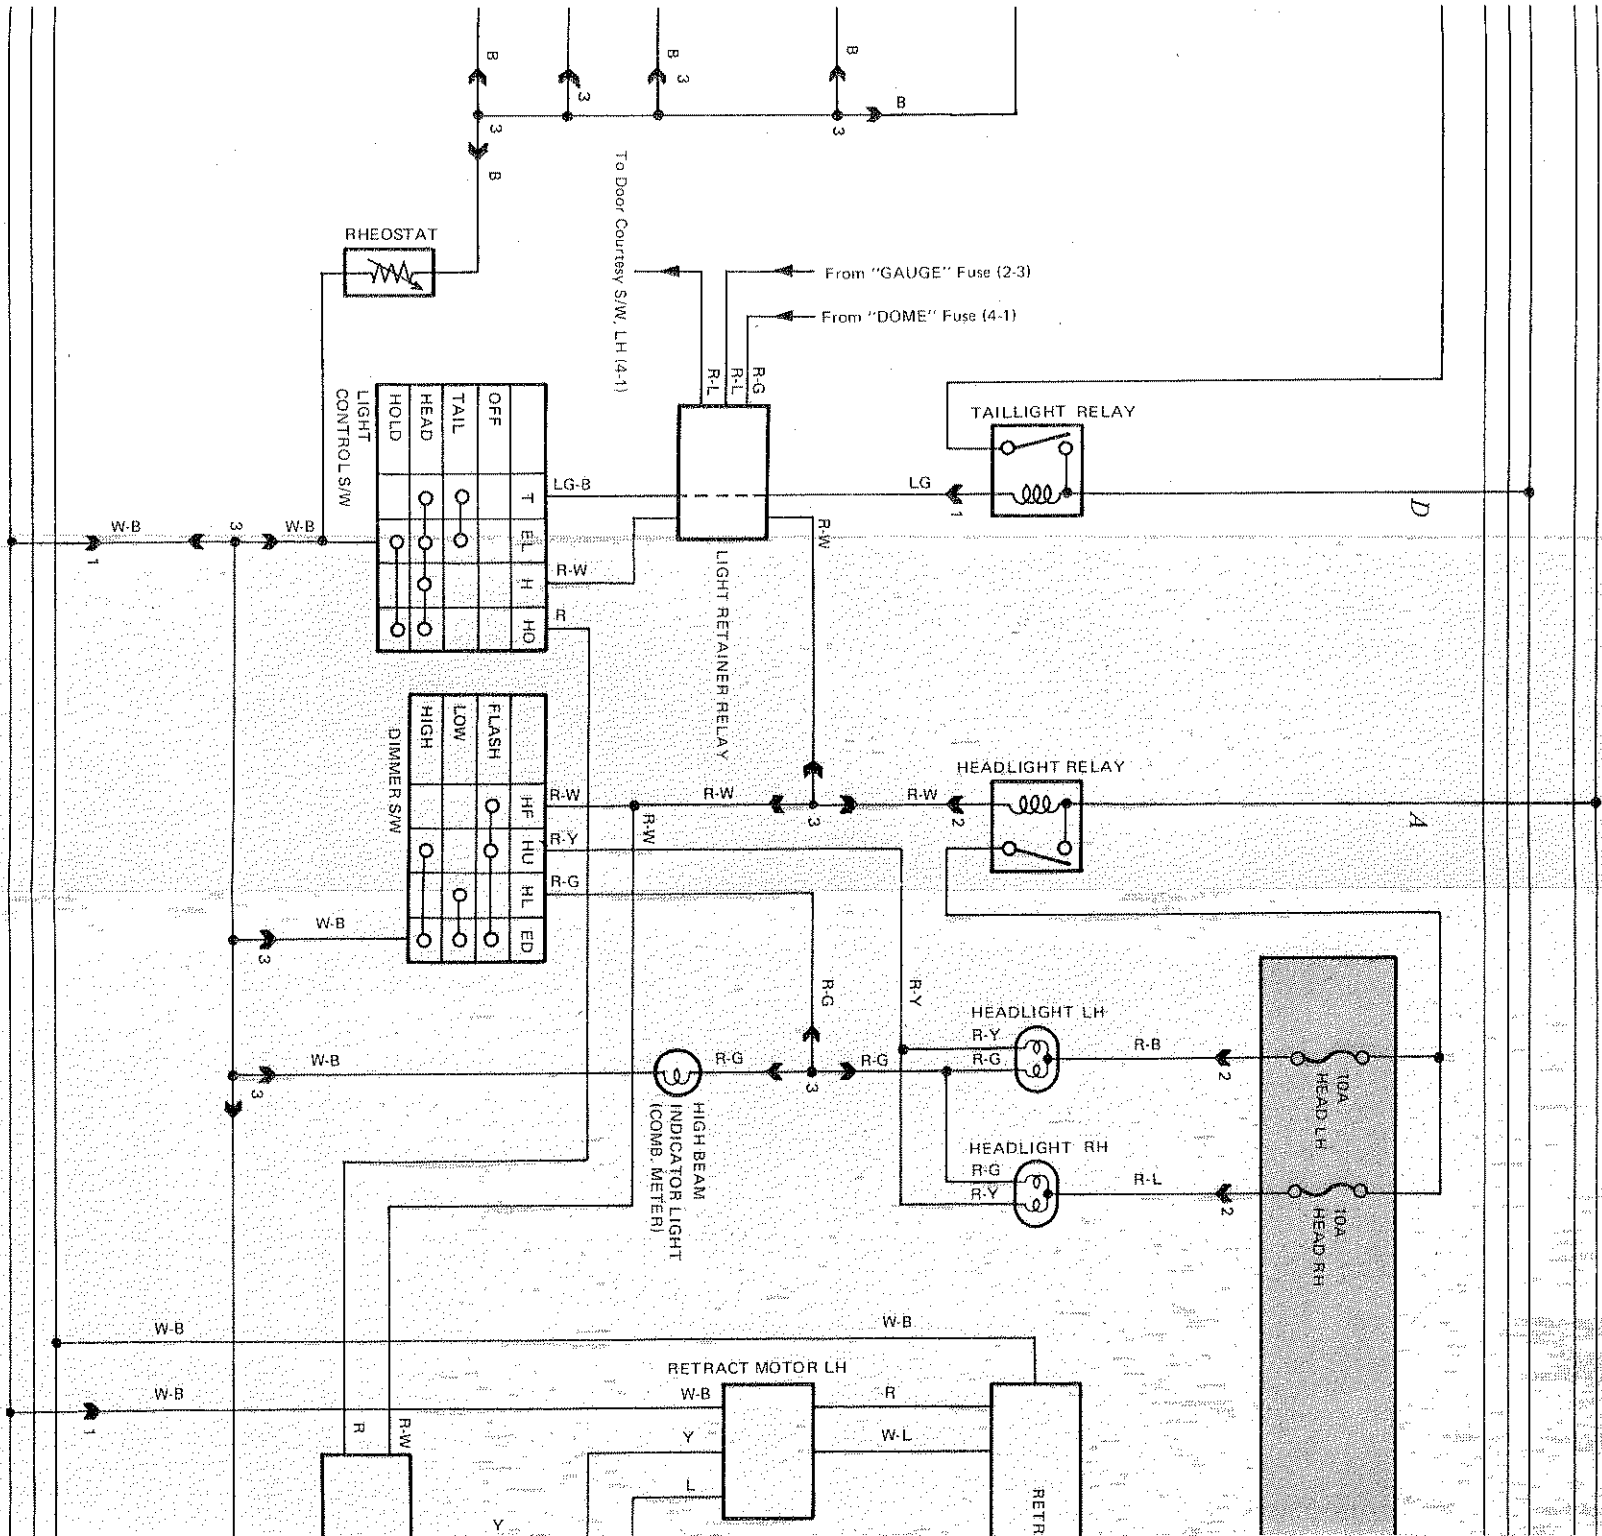 B
3
B
3
B
3
B
3
B
RHEOSTAT
To Door Courtesy S/W, LH (4-1)
From "GAUGE" Fuse (2-3)
From "DOME" Fuse (4-1)
R-L
R-L
R-G
TAILLIGHT RELAY
LIGHT
CONTROL S/W
OFF
TAIL
HEAD
HOLD
T
EL
H
HO
LG-B
LG
1
D
W-B
1
3
W-B
R-W
R-W
R
LIGHT RETAINER RELAY
DIMMER S/W
FLASH
LOW
HIGH
HF
HU
HL
ED
R-W
R-W
R-W
3
R-W
2
HEADLIGHT RELAY
A
R-Y
R-G
W-B
3
R-G
R-Y
HEADLIGHT LH
R-Y
R-G
R-B
2
10A
HEAD LH
W-B
3
R-G
3
R-G
HIGH BEAM
INDICATOR LIGHT
(COMB. METER)
HEADLIGHT RH
R-G
R-Y
R-L
2
10A
HEAD RH
W-B
W-B
RETRACT MOTOR LH
W-B
1
W-B
R
R
R-W
Y
W-L
L
Y
RETR